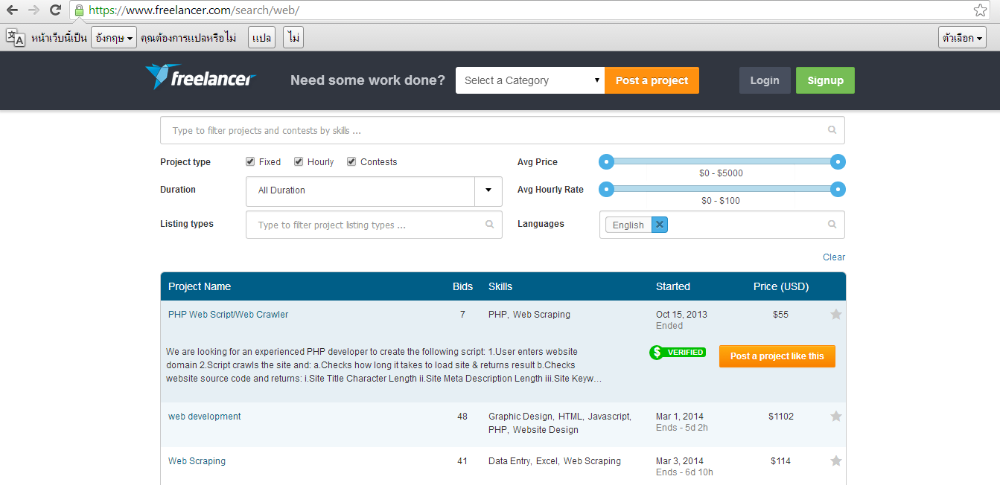 https://www.freelancer.com/search/web/
หน้าเว็บนี้เป็น อังกฤษ คุณต้องการแปลหรือไม่ แปล ไม่ ตัวเลือก
freelancer Need some work done? Select a Category Post a project Login Signup
Type to filter projects and contests by skills ...
Project type Fixed Hourly Contests Avg Price
$0 - $5000
Duration All Duration Avg Hourly Rate
$0 - $100
Listing types Type to filter project listing types ... Languages English
Clear
Project Name Bids Skills Started Price (USD)
PHP Web Script/Web Crawler 7 PHP, Web Scraping Oct 15, 2013 $55
Ended
We are looking for an experienced PHP developer to create the following script: 1.User enters website VERIFIED Post a project like this
domain 2.Script crawls the site and: a.Checks how long it takes to load site & returns result b.Checks
website source code and returns: i.Site Title Character Length ii.Site Meta Description Length iii.Site Keyw...
web development 48 Graphic Design, HTML, Javascript, Mar 1, 2014 $1102
PHP, Website Design Ends - 5d 2h
Web Scraping 41 Data Entry, Excel, Web Scraping Mar 3, 2014 $114
Ends - 6d 10h